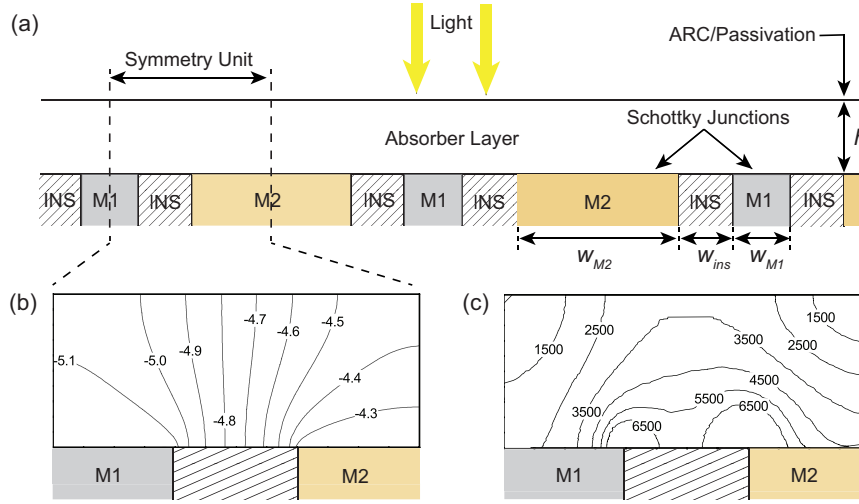 (a)
Light
ARC/Passivation
Symmetry Unit
Schottky Junctions
Absorber Layer
INS M1 INS M2 INS M1 INS M2 INS M1 INS
w_M2 w_ins w_M1
(b)
-5.1 -5.0 -4.9 -4.8 -4.7 -4.6 -4.5 -4.4 -4.3
M1 M2
(c)
1500 2500 3500 6500 5500 4500 6500 3500 2500 1500
M1 M2